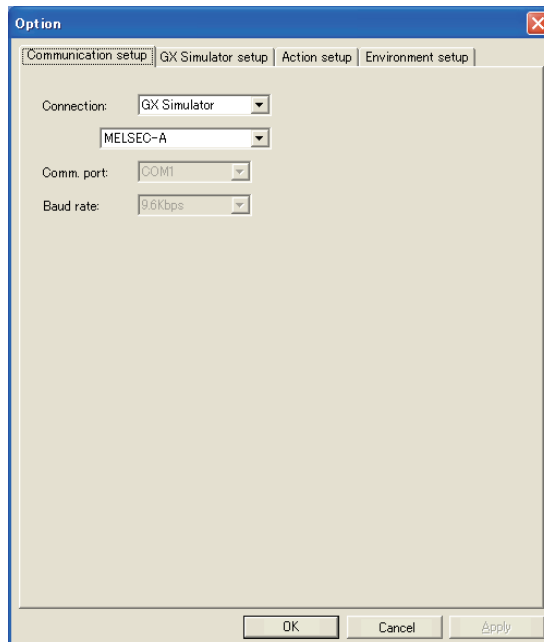 Option
Communication setup GX Simulator setup Action setup Environment setup
Connection: GX Simulator
MELSEC-A
Comm. port: COM1
Baud rate: 9.6Kbps
OK Cancel Apply